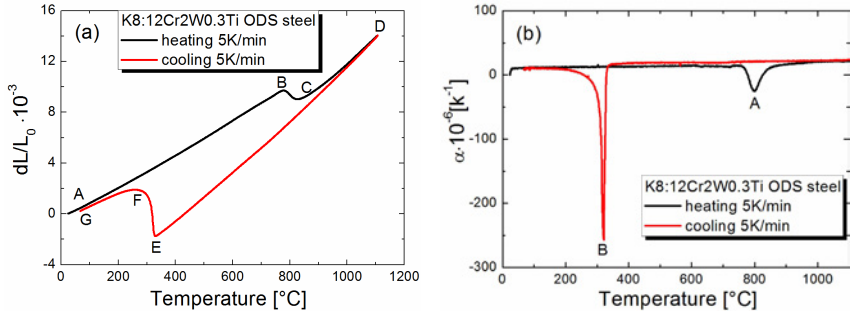 (a)
K8:12Cr2W0.3Ti ODS steel
heating 5K/min
cooling 5K/min
D
B
C
A
G
F
E
dL/L0 ·10-3
16
12
8
4
0
-4
0 200 400 600 800 1000 1200
Temperature [°C]
(b)
A
B
K8:12Cr2W0.3Ti ODS steel
heating 5K/min
cooling 5K/min
α·10-6[k-1]
100
0
-100
-200
-300
0 200 400 600 800 1000
Temperature [°C]